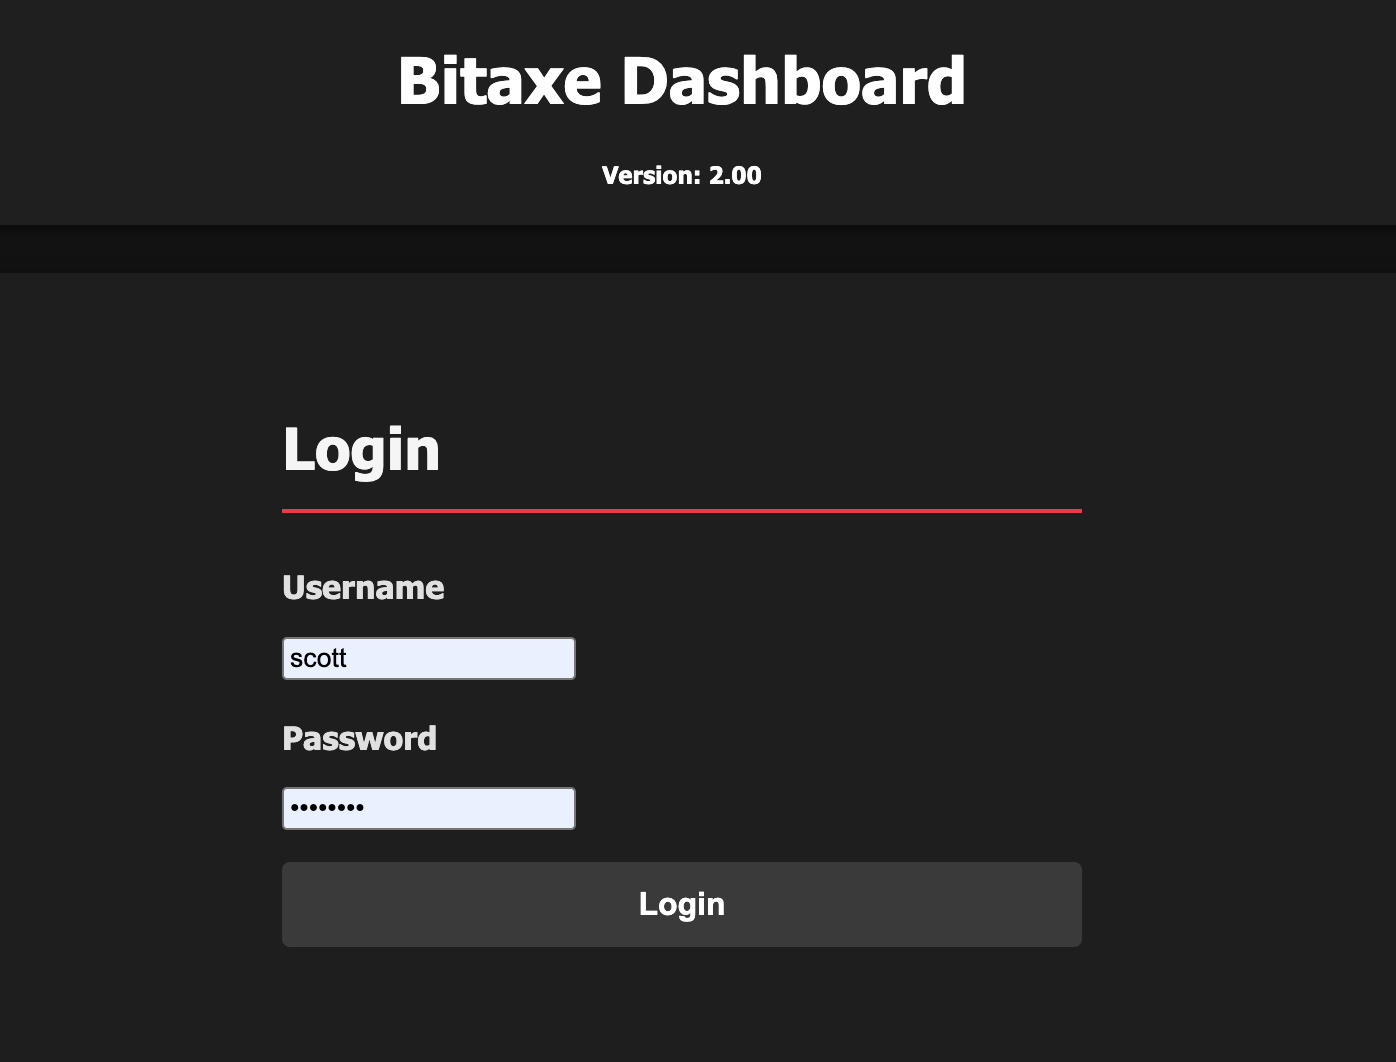 Bitaxe Dashboard
Version: 2.00
Login
Username
scott
Password
••••••••
Login